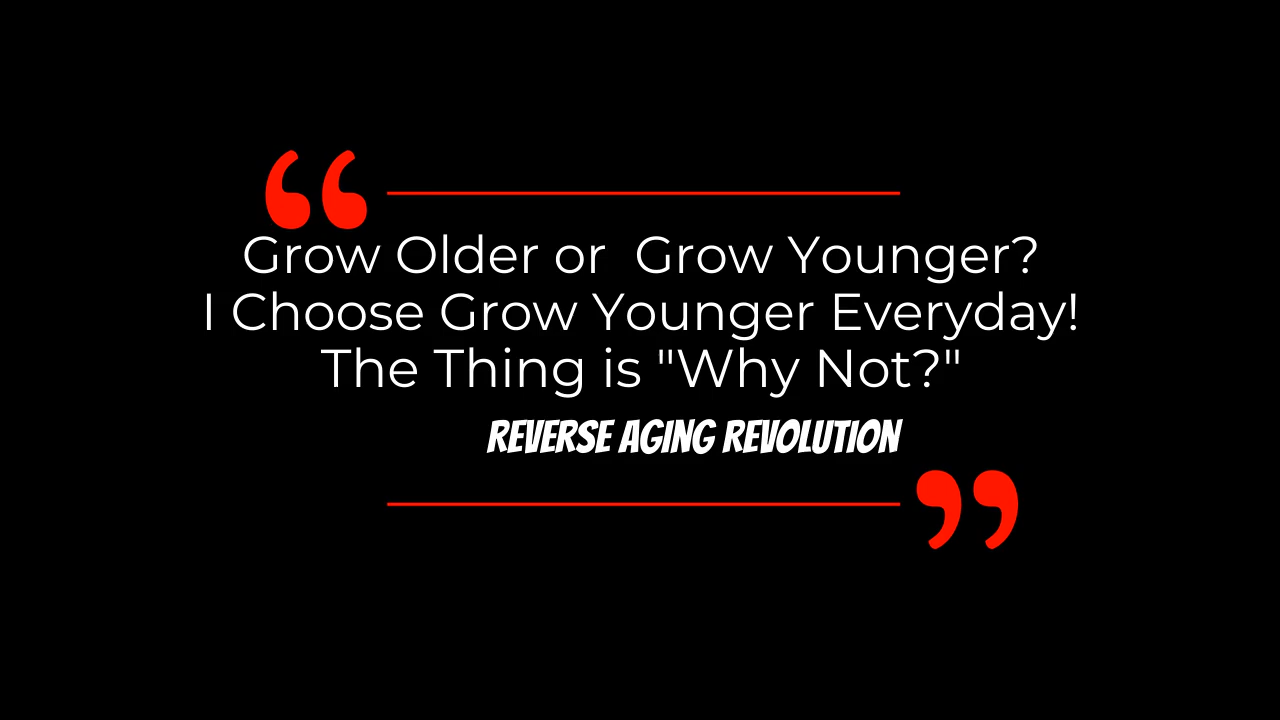 “
Grow Older or  Grow Younger?
I Choose Grow Younger Everyday!
The Thing is "Why Not?"
REVERSE AGING REVOLUTION
”